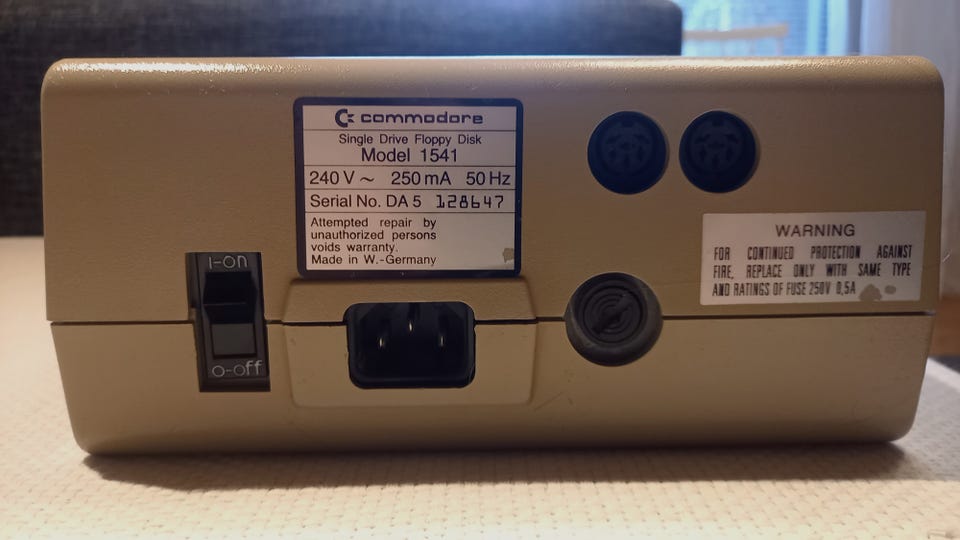 commodore
Single Drive Floppy Disk
Model 1541
240 V ~ 250 mA 50 Hz
Serial No. DA 5 128647
Attempted repair by
unauthorized persons
voids warranty.
Made in W.-Germany
WARNING
FOR CONTINUED PROTECTION AGAINST
FIRE, REPLACE ONLY WITH SAME TYPE
AND RATINGS OF FUSE 250V 0,5A
I-on
O-off